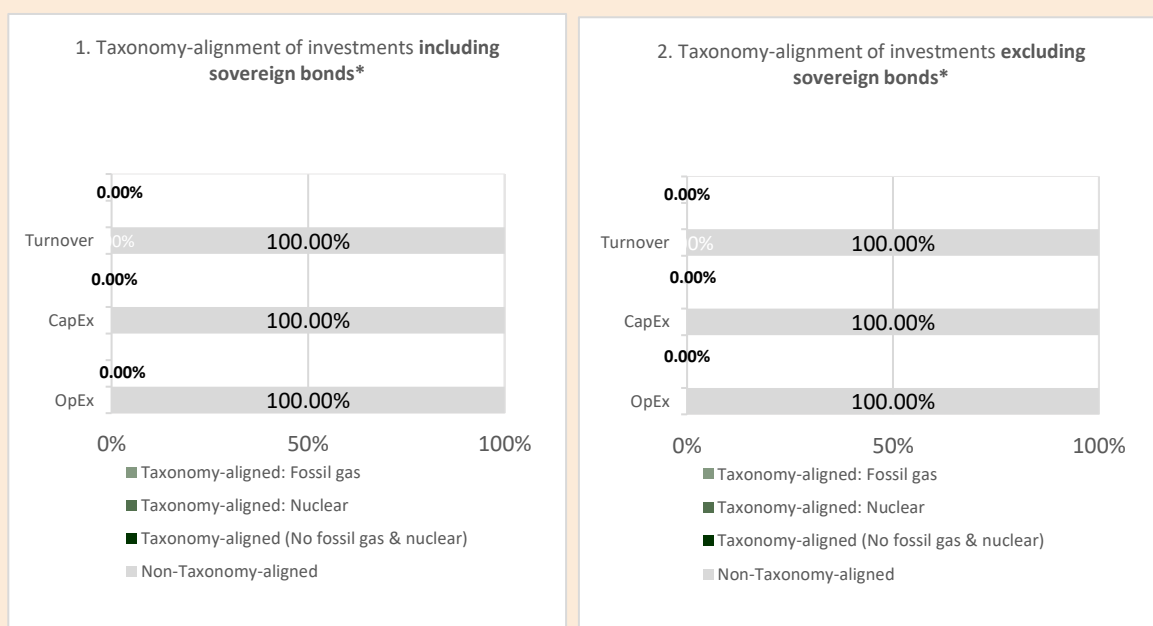 1. Taxonomy-alignment of investments including
sovereign bonds*
0.00%
Turnover 100.00%
0.00%
CapEx 100.00%
0.00%
OpEx 100.00%
0% 50% 100%
Taxonomy-aligned: Fossil gas
Taxonomy-aligned: Nuclear
Taxonomy-aligned (No fossil gas & nuclear)
Non-Taxonomy-aligned
2. Taxonomy-alignment of investments excluding
sovereign bonds*
0.00%
Turnover 100.00%
0.00%
CapEx 100.00%
0.00%
OpEx 100.00%
0% 50% 100%
Taxonomy-aligned: Fossil gas
Taxonomy-aligned: Nuclear
Taxonomy-aligned (No fossil gas & nuclear)
Non-Taxonomy-aligned